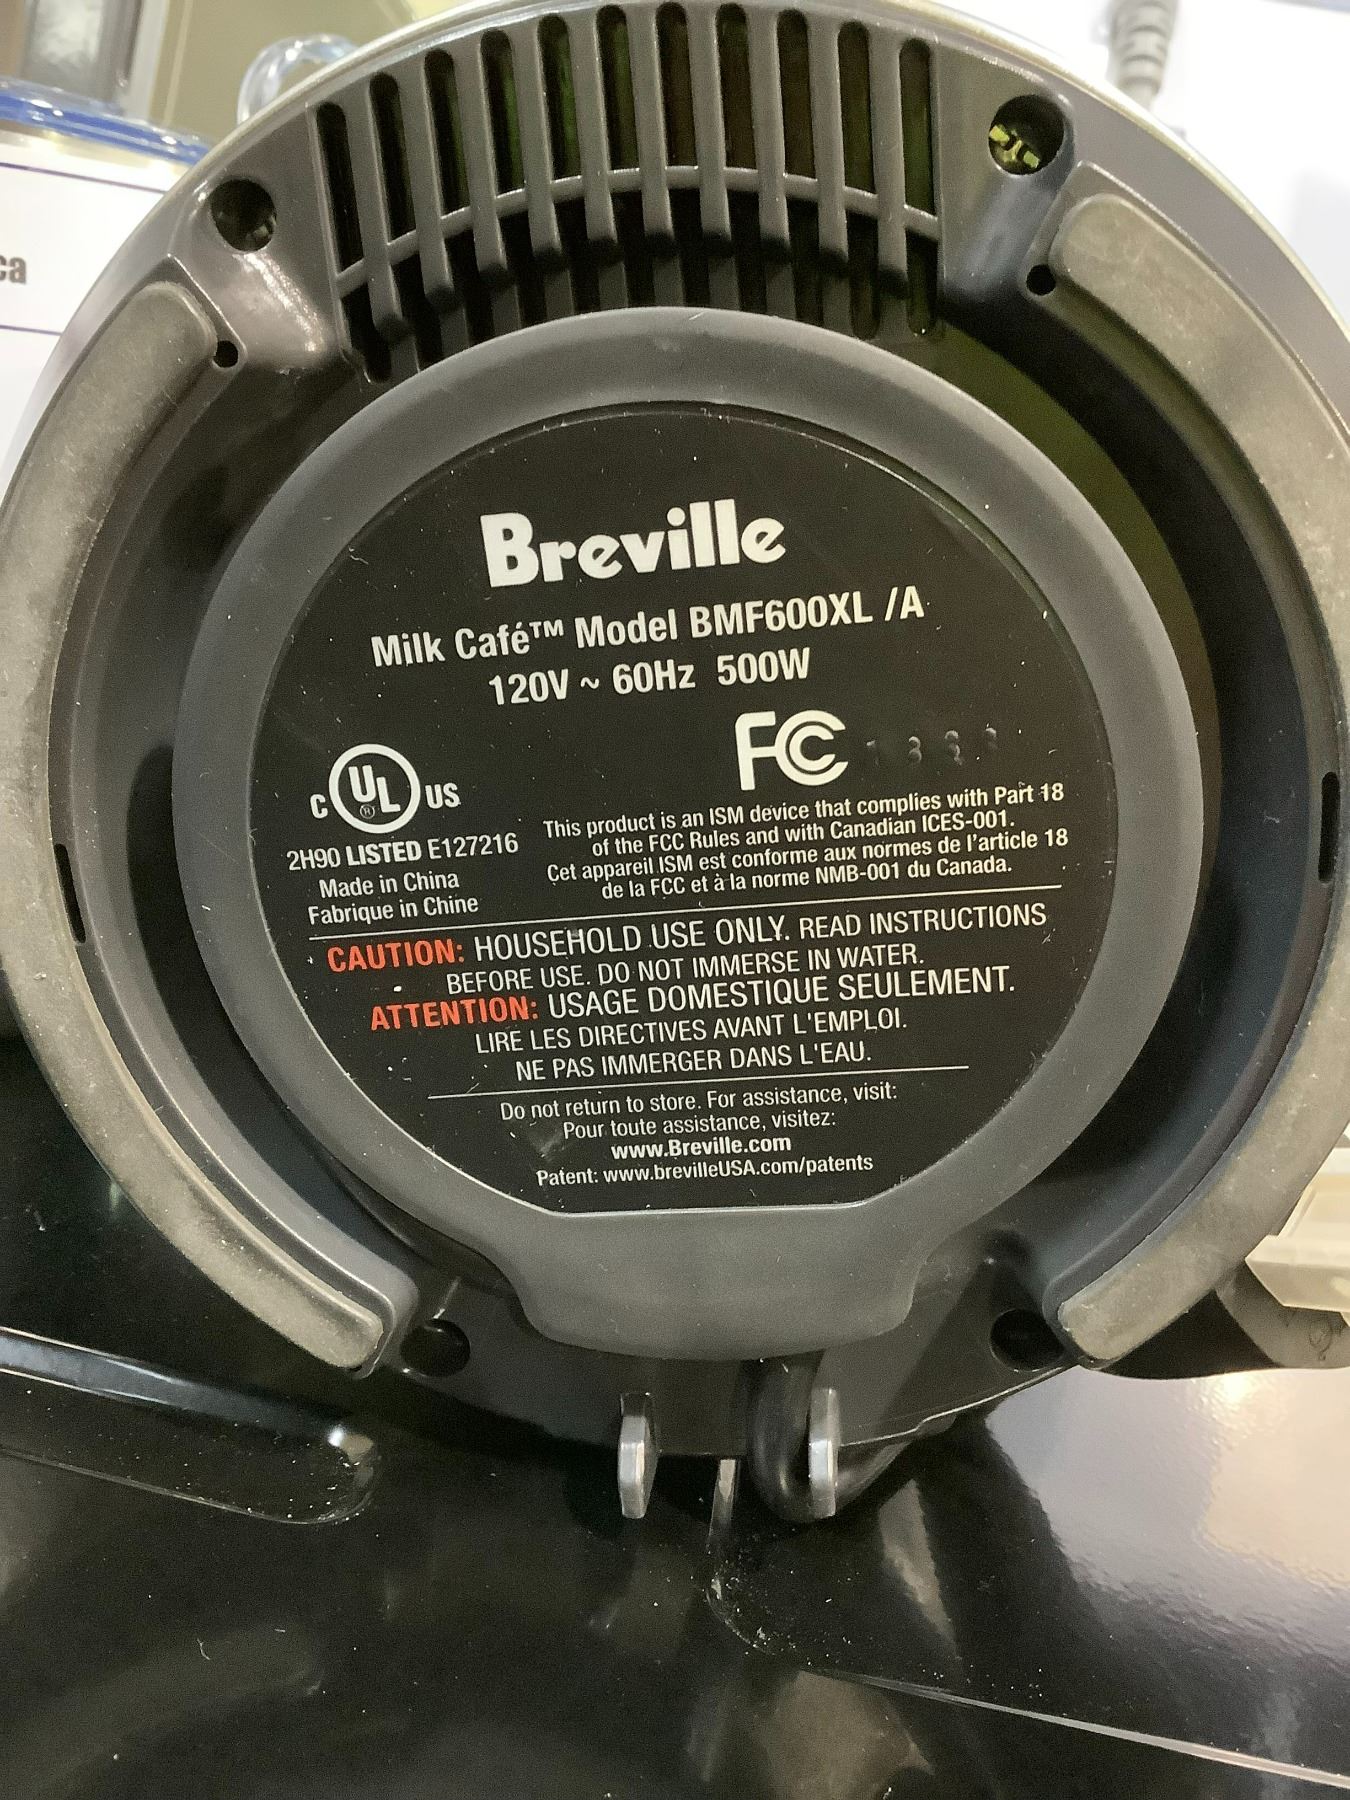 ca
Breville
Milk Café™ Model BMF600XL /A
120V ~ 60Hz 500W
C UL ® US
FC
2H90 LISTED E127216
Made in China
Fabrique in Chine
This product is an ISM device that complies with Part 18
of the FCC Rules and with Canadian ICES-001.
Cet appareil ISM est conforme aux normes de l'article 18
de la FCC et à la norme NMB-001 du Canada.
CAUTION: HOUSEHOLD USE ONLY. READ INSTRUCTIONS
BEFORE USE. DO NOT IMMERSE IN WATER.
ATTENTION: USAGE DOMESTIQUE SEULEMENT.
LIRE LES DIRECTIVES AVANT L'EMPLOI.
NE PAS IMMERGER DANS L'EAU.
Do not return to store. For assistance, visit:
Pour toute assistance, visitez:
www.Breville.com
Patent: www.brevilleUSA.com/patents